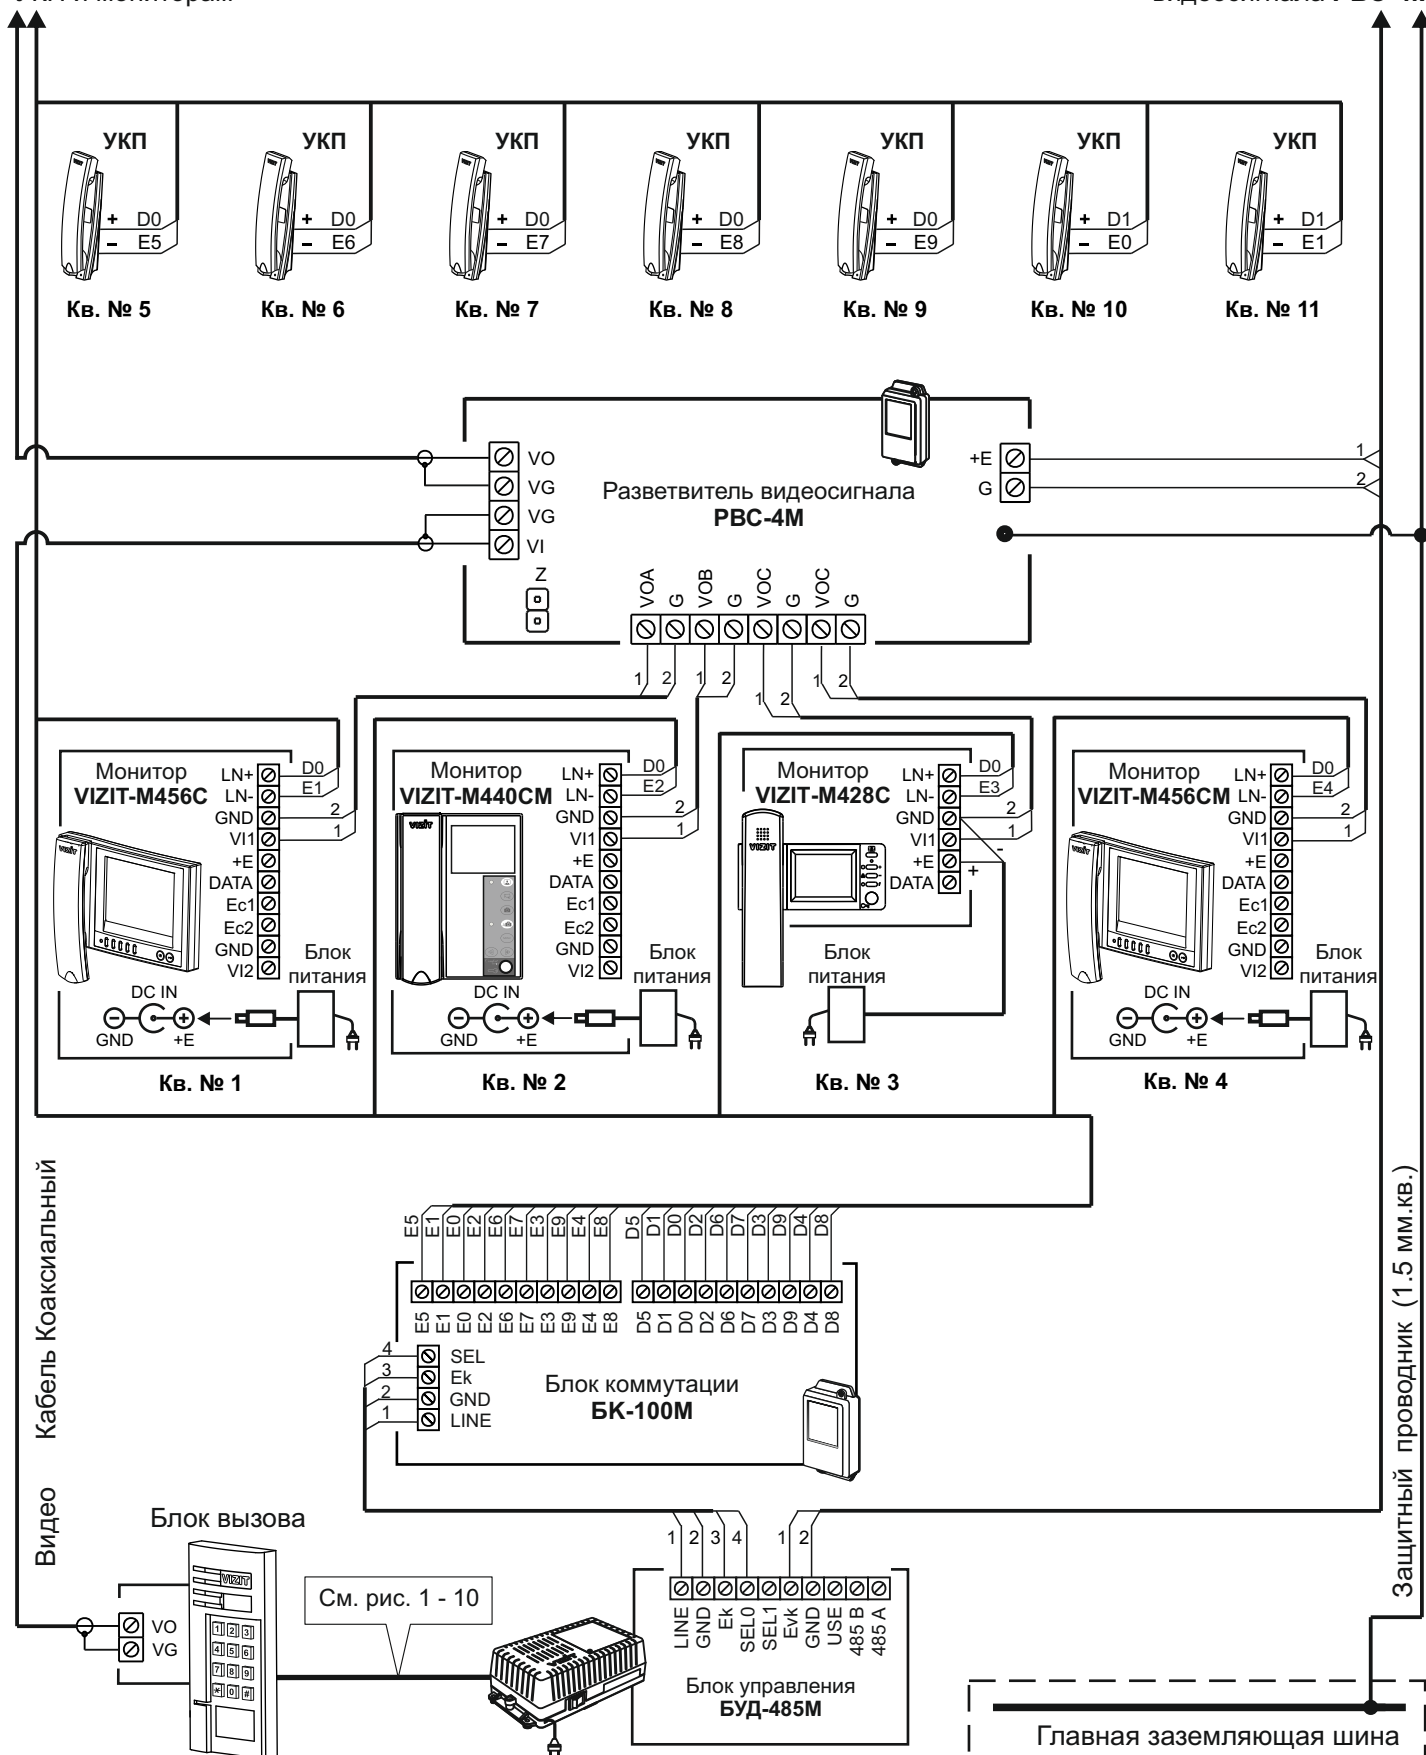 видеосигнала РВС-4М
УКП УКП УКП УКП УКП УКП УКП
+ D0 + D0 + D0 + D0 + D0 + D1 + D1
– E5 – E6 – E7 – E8 – E9 – E0 – E1
Кв. № 5 Кв. № 6 Кв. № 7 Кв. № 8 Кв. № 9 Кв. № 10 Кв. № 11
VO
VG
VG
VI
Z
Разветвитель видеосигнала
РВС-4М
+E 1
G 2
VOA G VOB G VOC G VOC G
1 2 1 2 1 2 1 2
Монитор
VIZIT-M456C
LN+ D0
LN- E1
GND 2
VI1 1
+E
DATA
Ec1
Ec2
GND
VI2
Блок
питания
DC IN
GND +E
Кв. № 1
Монитор
VIZIT-M440CM
VIZIT
LN+ D0
LN- E2
GND 2
VI1 1
+E
DATA
Ec1
Ec2
GND
VI2
Блок
питания
DC IN
GND +E
Кв. № 2
Монитор
VIZIT-M428C
VIZIT
LN+ D0
LN- E3
GND 2
VI1 1
-
+E +
DATA
Блок
питания
Кв. № 3
Монитор
VIZIT-M456CM
LN+ D0
LN- E4
GND 2
VI1 1
+E
DATA
Ec1
Ec2
GND
VI2
Блок
питания
DC IN
GND +E
Кв. № 4
Видео Кабель Коаксиальный
Защитный проводник (1.5 мм.кв.)
E5 E1 E0 E2 E6 E7 E3 E9 E4 E8 D5 D1 D0 D2 D6 D7 D3 D9 D4 D8
E5 E1 E0 E2 E6 E7 E3 E9 E4 E8 D5 D1 D0 D2 D6 D7 D3 D9 D4 D8
4 SEL
3 Ek
2 GND
1 LINE
Блок коммутации
БК-100М
Блок вызова
VIZIT
VO
VG
1 2 3
4 5 6
7 8 9
* 0 #
См. рис. 1 - 10
1 2 3 4 1 2
LINE GND Ek SEL0 SEL1 Evk GND USE 485 B 485 A
Блок управления
БУД-485М
Главная заземляющая шина